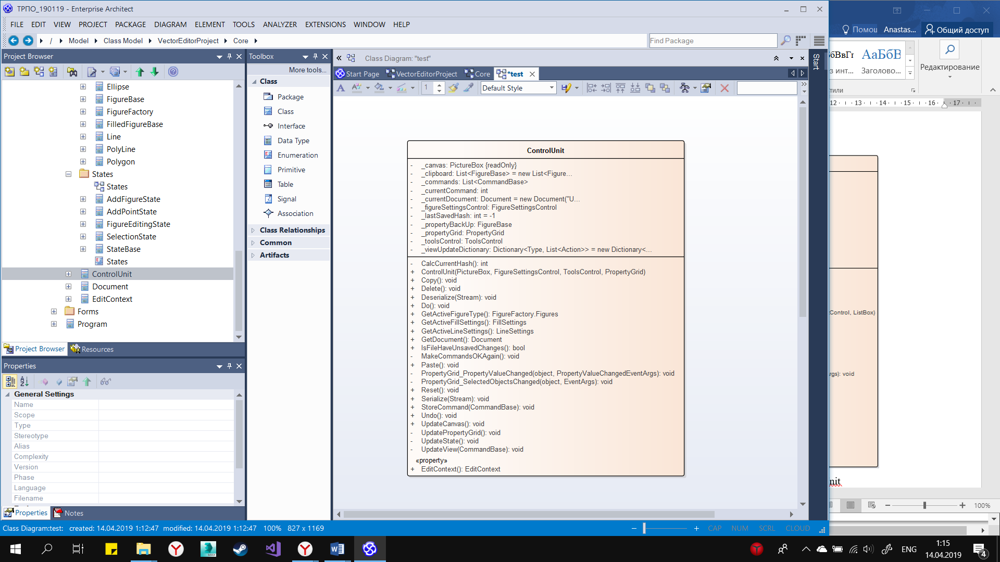 ТРПО_190119 - Enterprise Architect
FILE EDIT VIEW PROJECT PACKAGE DIAGRAM ELEMENT TOOLS ANALYZER EXTENSIONS WINDOW HELP
/ Model Class Model VectorEditorProject Core
Find Package
Project Browser
Ellipse
FigureBase
FigureFactory
FilledFigureBase
Line
PolyLine
Polygon
States
States
AddFigureState
AddPointState
FigureEditingState
SelectionState
StateBase
States
ControlUnit
Document
EditContext
Forms
Program
Project Browser Resources
Properties
General Settings
Name
Scope
Type
Stereotype
Alias
Complexity
Version
Phase
Language
Filename
Properties Notes
Toolbox
More tools...
Class
Package
Class
Interface
Data Type
Enumeration
Primitive
Table
Signal
Association
Class Relationships
Common
Artifacts
Class Diagram: "test"
Start Page VectorEditorProject Core *test
1 Default Style
Start
ControlUnit
- _canvas: PictureBox {readOnly}
- _clipboard: List<FigureBase> = new List<Figure...
- _commands: List<CommandBase>
- _currentCommand: int
- _currentDocument: Document = new Document("U...
- _figureSettingsControl: FigureSettingsControl
- _lastSavedHash: int = -1
- _propertyBackUp: FigureBase
- _propertyGrid: PropertyGrid
- _toolsControl: ToolsControl
- _viewUpdateDictionary: Dictionary<Type, List<Action>> = new Dictionary<...
- CalcCurrentHash(): int
+ ControlUnit(PictureBox, FigureSettingsControl, ToolsControl, PropertyGrid)
+ Copy(): void
+ Delete(): void
+ Deserialize(Stream): void
+ Do(): void
+ GetActiveFigureType(): FigureFactory.Figures
+ GetActiveFillSettings(): FillSettings
+ GetActiveLineSettings(): LineSettings
+ GetDocument(): Document
+ IsFileHaveUnsavedChanges(): bool
- MakeCommandsOKAgain(): void
+ Paste(): void
- PropertyGrid_PropertyValueChanged(object, PropertyValueChangedEventArgs): void
- PropertyGrid_SelectedObjectsChanged(object, EventArgs): void
+ Reset(): void
+ Serialize(Stream): void
+ StoreCommand(CommandBase): void
+ Undo(): void
+ UpdateCanvas(): void
- UpdatePropertyGrid(): void
- UpdateState(): void
- UpdateView(CommandBase): void
«property»
+ EditContext(): EditContext
Class Diagram:test: created: 14.04.2019 1:12:47 modified: 14.04.2019 1:12:47 100% 827 x 1169
CAP NUM SCRL CLOUD
Anastas... Общий доступ
АаБбВ
Заголово...
Редактирование
12 13 14 15 16 17
Control, ListBox)
rgs): void
nit
100%
MAX
ENG
1:15
14.04.2019
4